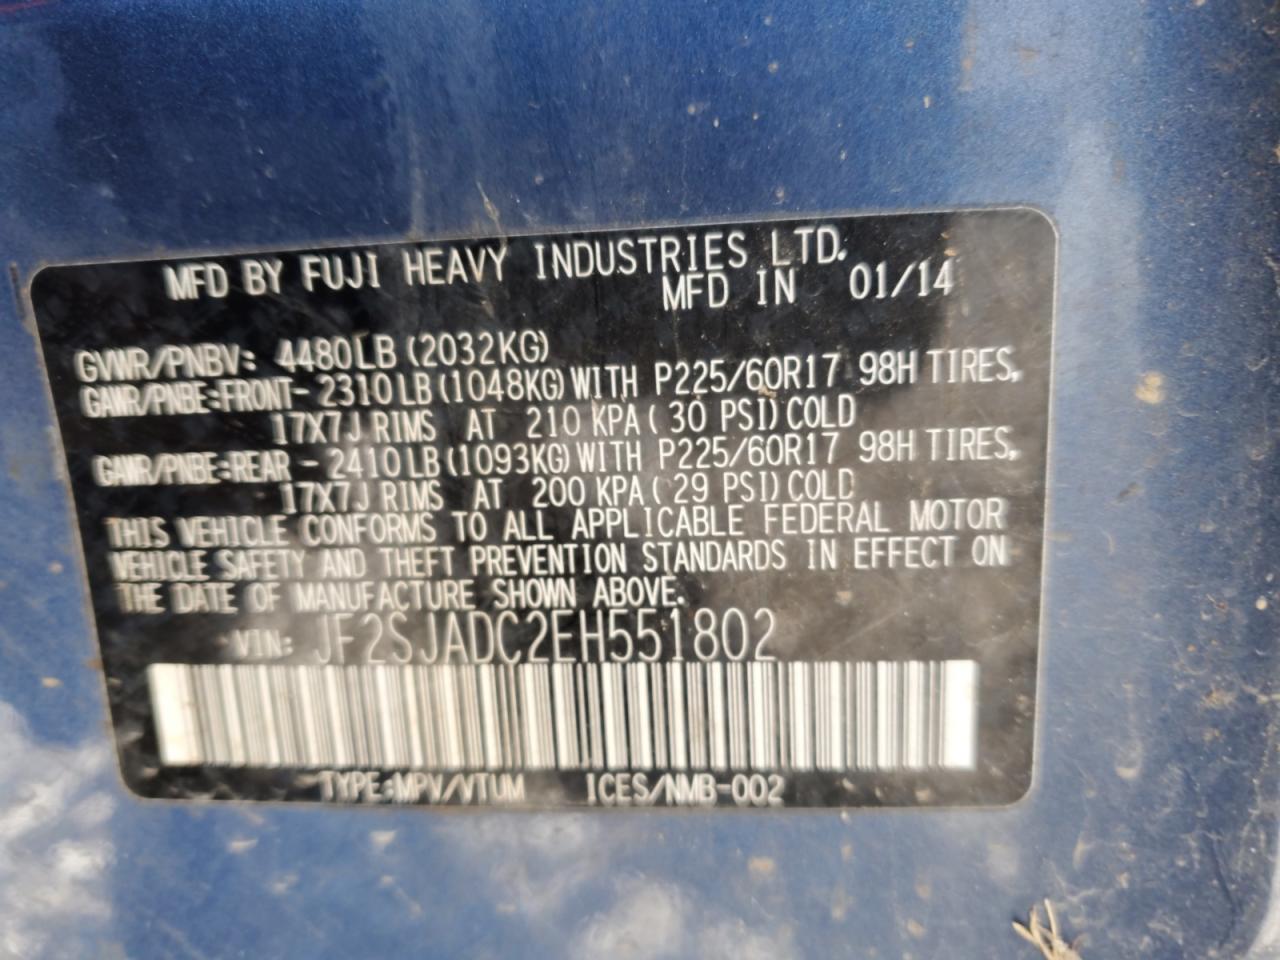 MFD BY FUJI HEAVY INDUSTRIES LTD.
MFD IN 01/14
GVWR/PNBV: 4480LB (2032KG)
GAWR/PNBE:FRONT- 2310LB (1048KG) WITH P225/60R17 98H TIRES,
17X7J RIMS AT 210 KPA ( 30 PSI) COLD
GAWR/PNBE:REAR - 2410LB (1093KG) WITH P225/60R17 98H TIRES,
17X7J RIMS AT 200 KPA ( 29 PSI) COLD
THIS VEHICLE CONFORMS TO ALL APPLICABLE FEDERAL MOTOR
VEHICLE SAFETY AND THEFT PREVENTION STANDARDS IN EFFECT ON
THE DATE OF MANUFACTURE SHOWN ABOVE.
VIN: JF2SJADC2EH551802
TYPE:MPV/VTUM ICES/NMB-002